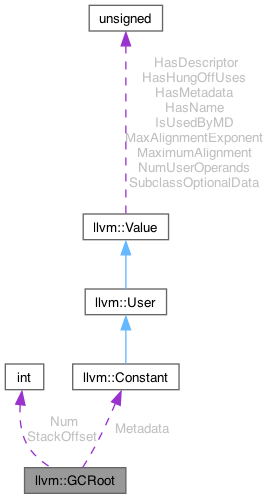 unsigned
HasDescriptor
HasHungOffUses
HasMetadata
HasName
IsUsedByMD
MaxAlignmentExponent
MaximumAlignment
NumUserOperands
SubclassOptionalData
llvm::Value
llvm::User
int
llvm::Constant
Num
StackOffset
Metadata
llvm::GCRoot